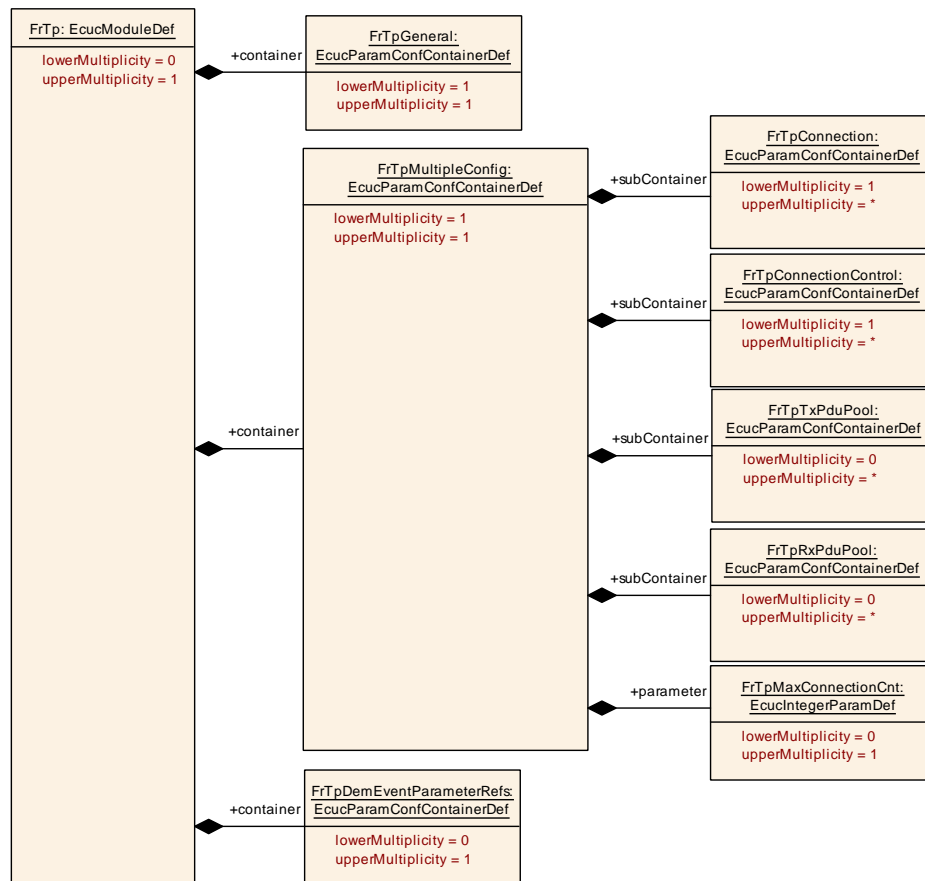 FrTp: EcucModuleDef
lowerMultiplicity = 0
upperMultiplicity = 1
+container
FrTpGeneral:
EcucParamConfContainerDef
lowerMultiplicity = 1
upperMultiplicity = 1
+container
FrTpMultipleConfig:
EcucParamConfContainerDef
lowerMultiplicity = 1
upperMultiplicity = 1
+subContainer
FrTpConnection:
EcucParamConfContainerDef
lowerMultiplicity = 1
upperMultiplicity = *
+subContainer
FrTpConnectionControl:
EcucParamConfContainerDef
lowerMultiplicity = 1
upperMultiplicity = *
+subContainer
FrTpTxPduPool:
EcucParamConfContainerDef
lowerMultiplicity = 0
upperMultiplicity = *
+subContainer
FrTpRxPduPool:
EcucParamConfContainerDef
lowerMultiplicity = 0
upperMultiplicity = *
+parameter
FrTpMaxConnectionCnt:
EcucIntegerParamDef
lowerMultiplicity = 0
upperMultiplicity = 1
+container
FrTpDemEventParameterRefs:
EcucParamConfContainerDef
lowerMultiplicity = 0
upperMultiplicity = 1